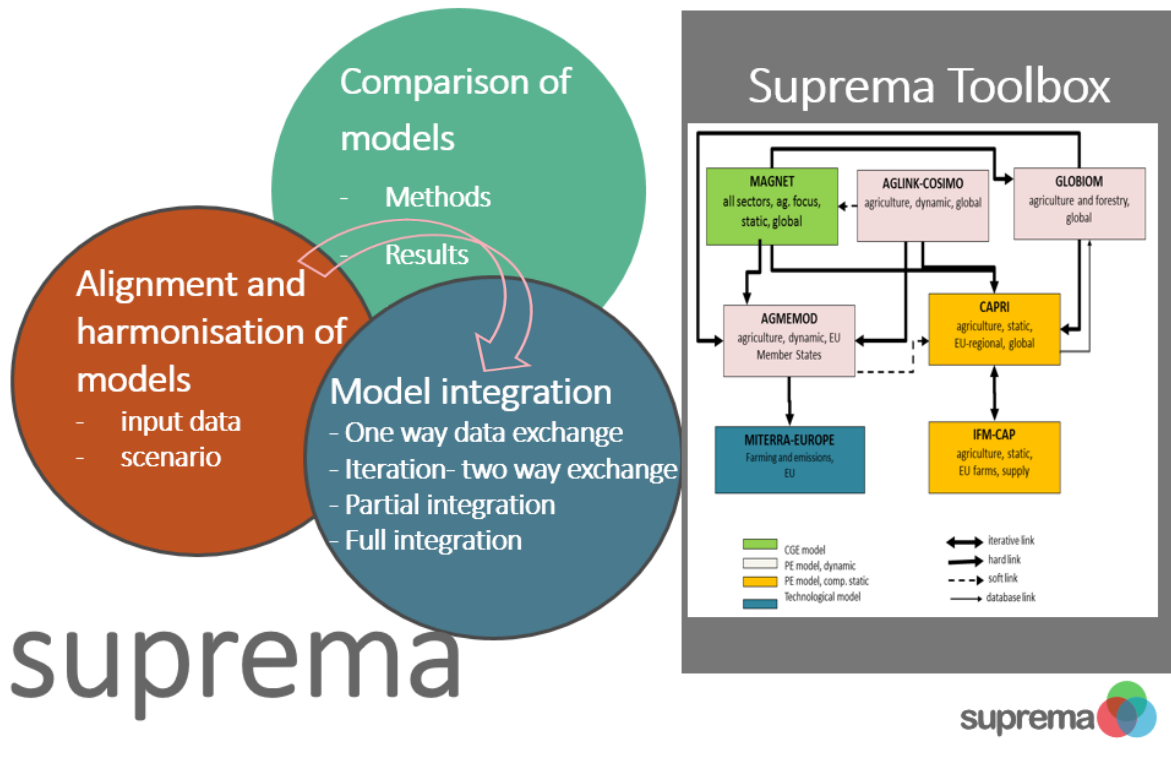 Comparison of
models
- Methods
- Results
Alignment and
harmonisation of
models
- input data
- scenario
Model integration
- One way data exchange
- Iteration- two way exchange
- Partial integration
- Full integration
suprema
Suprema Toolbox
MAGNET
all sectors, ag. focus,
static, global
AGLINK-COSIMO
agriculture, dynamic, global
GLOBIOM
agriculture and forestry,
global
AGMEMOD
agriculture, dynamic, EU
Member States
CAPRI
agriculture, static,
EU-regional, global
MITERRA-EUROPE
Farming and emissions,
EU
IFM-CAP
agriculture, static,
EU farms, supply
CGE model
PE model, dynamic
PE model, comp. static
Technological model
iterative link
hard link
soft link
database link
suprema